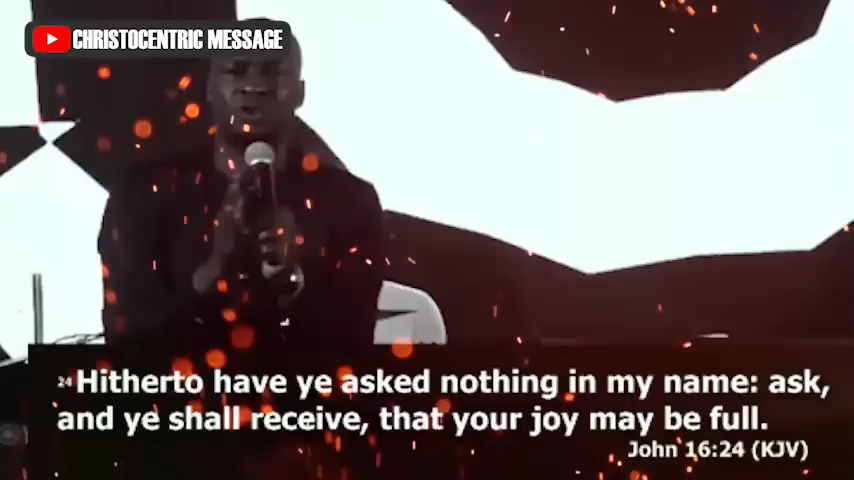 CHRISTOCENTRIC MESSAGE
24 Hitherto have ye asked nothing in my name: ask,
and ye shall receive, that your joy may be full.
John 16:24 (KJV)